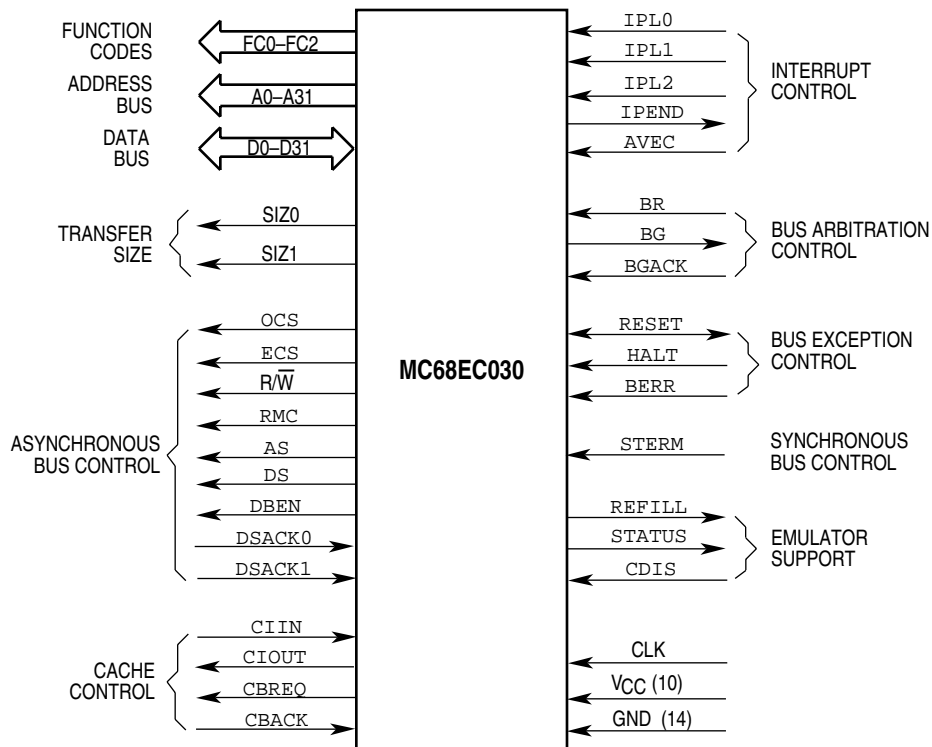 FUNCTION
CODES
FC0–FC2
ADDRESS
BUS
A0–A31
DATA
BUS
D0–D31
TRANSFER
SIZE
SIZ0
SIZ1
ASYNCHRONOUS
BUS CONTROL
OCS
ECS
R/W̅
RMC
AS
DS
DBEN
DSACK0
DSACK1
CACHE
CONTROL
CIIN
CIOUT
CBREQ
CBACK
MC68EC030
IPL0
IPL1
IPL2
IPEND
AVEC
INTERRUPT
CONTROL
BR
BG
BGACK
BUS ARBITRATION
CONTROL
RESET
HALT
BERR
BUS EXCEPTION
CONTROL
STERM
SYNCHRONOUS
BUS CONTROL
REFILL
STATUS
CDIS
EMULATOR
SUPPORT
CLK
VCC (10)
GND (14)